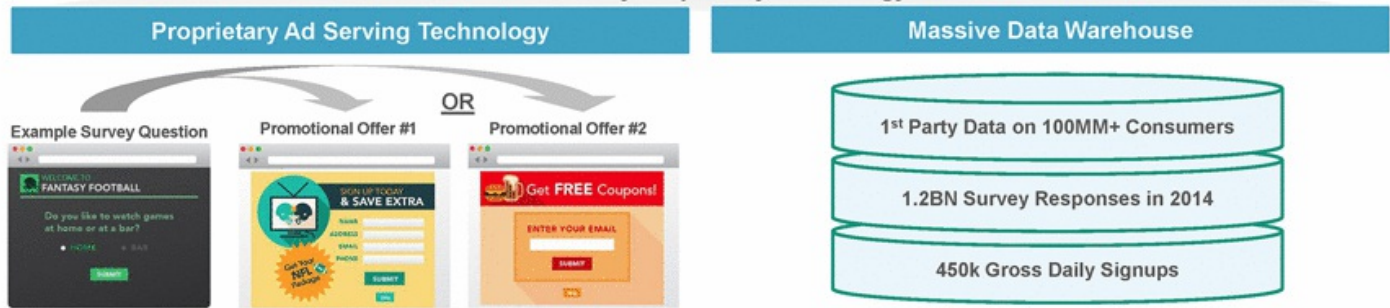 Proprietary Ad Serving Technology
Massive Data Warehouse
OR
Example Survey Question
Promotional Offer #1
Promotional Offer #2
WELCOME TO
FANTASY FOOTBALL
Do you like to watch games
at home or at a bar?
HOME
BAR
SUBMIT
SIGN UP TODAY
& SAVE EXTRA
NAME
ADDRESS
EMAIL
PHONE
Get Your
NFL
Package
SUBMIT
Get FREE Coupons!
ENTER YOUR EMAIL
SUBMIT
1st Party Data on 100MM+ Consumers
1.2BN Survey Responses in 2014
450k Gross Daily Signups